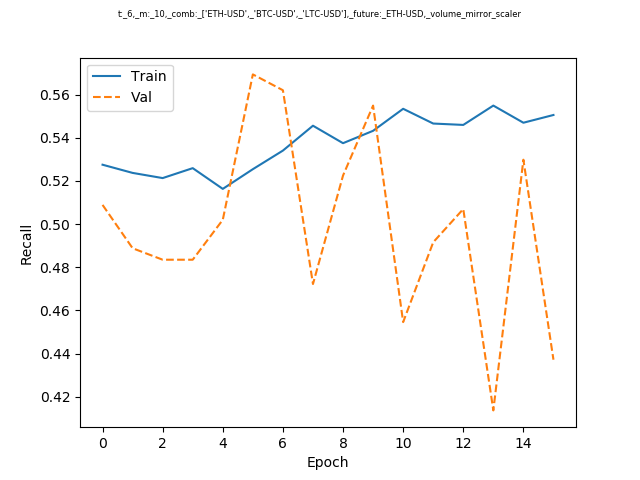 t:_6,_m:_10,_comb:_['ETH-USD',_'BTC-USD',_'LTC-USD'],_future:_ETH-USD,_volume_mirror_scaler
Train
Val
0.56
0.54
0.52
0.50
0.48
0.46
0.44
0.42
Recall
0 2 4 6 8 10 12 14
Epoch